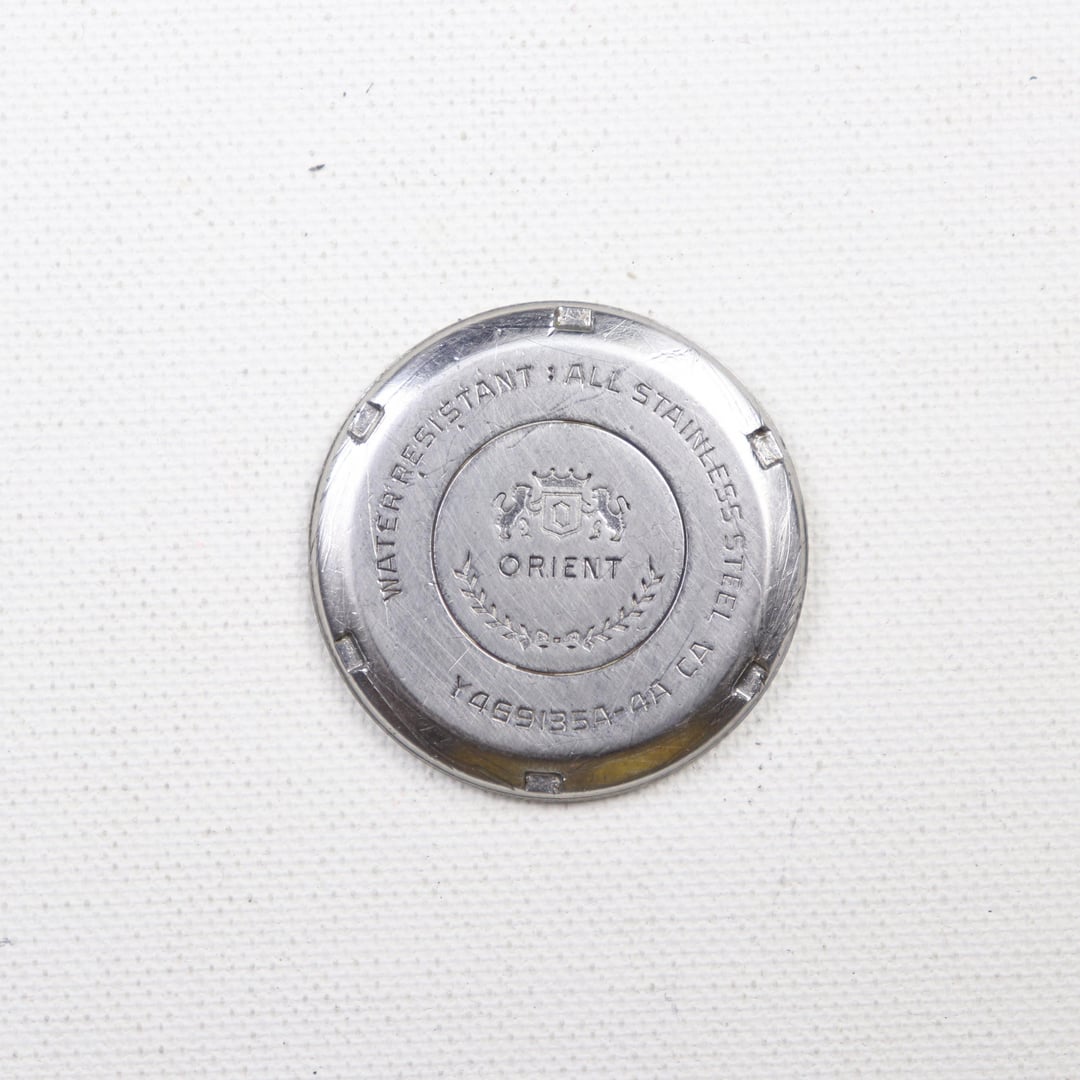 WATER RESISTANT : ALL STAINLESS STEEL
ORIENT
Y469135A-4A CA